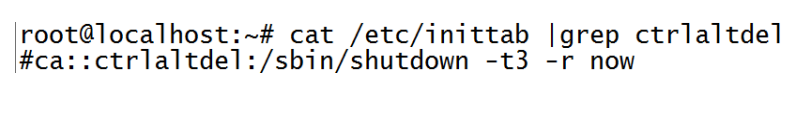 root@localhost:~# cat /etc/inittab |grep ctrlaltdel
#ca::ctrlaltdel:/sbin/shutdown -t3 -r now